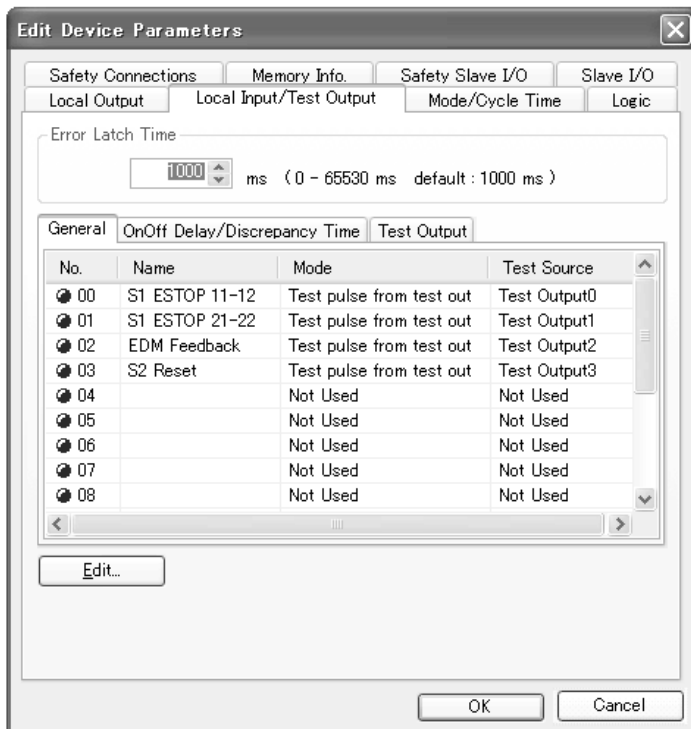 Edit Device Parameters
Safety Connections Memory Info. Safety Slave I/O Slave I/O
Local Output Local Input/Test Output Mode/Cycle Time Logic
Error Latch Time
1000 ms (0 - 65530 ms default : 1000 ms )
General OnOff Delay/Discrepancy Time Test Output
No. Name Mode Test Source
00 S1 ESTOP 11-12 Test pulse from test out Test Output0
01 S1 ESTOP 21-22 Test pulse from test out Test Output1
02 EDM Feedback Test pulse from test out Test Output2
03 S2 Reset Test pulse from test out Test Output3
04 Not Used Not Used
05 Not Used Not Used
06 Not Used Not Used
07 Not Used Not Used
08 Not Used Not Used
Edit...
OK Cancel